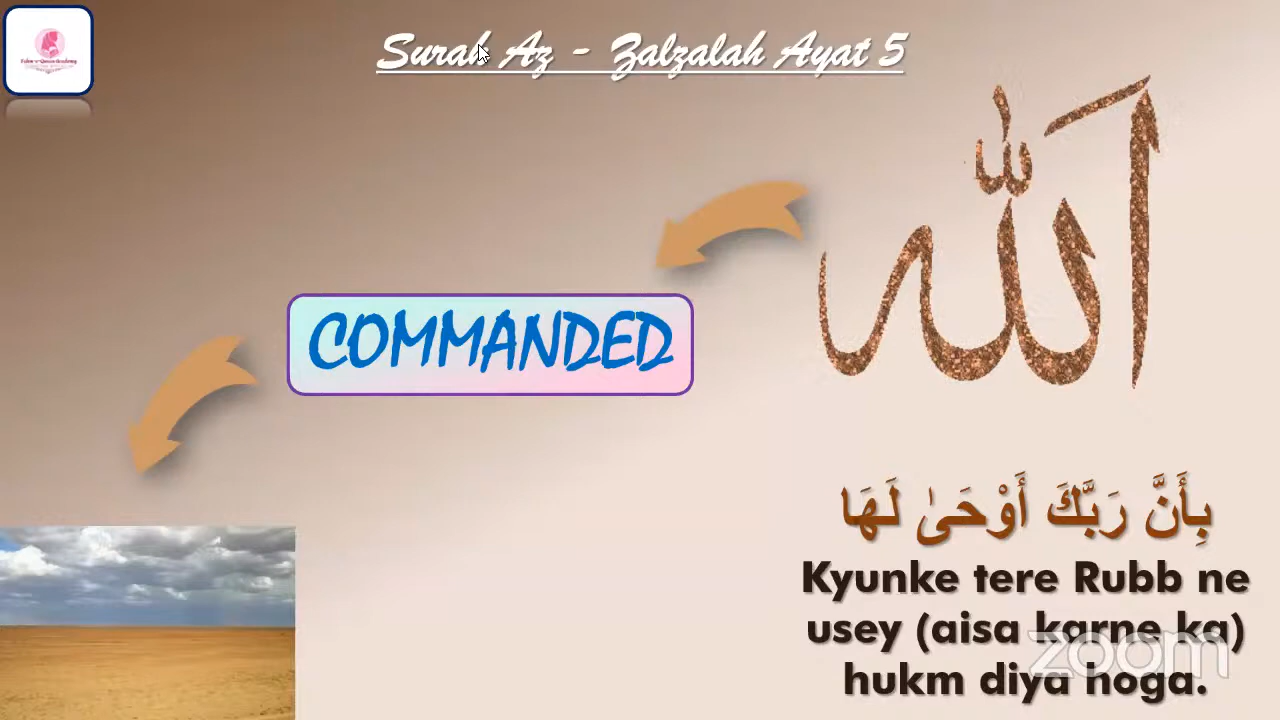 Surah Az - Zalzalah Ayat 5
الله
COMMANDED
بِأَنَّ رَبَّكَ أَوْحَىٰ لَهَا
Kyunke tere Rubb ne
usey (aisa karne ka)
hukm diya hoga.
zoom